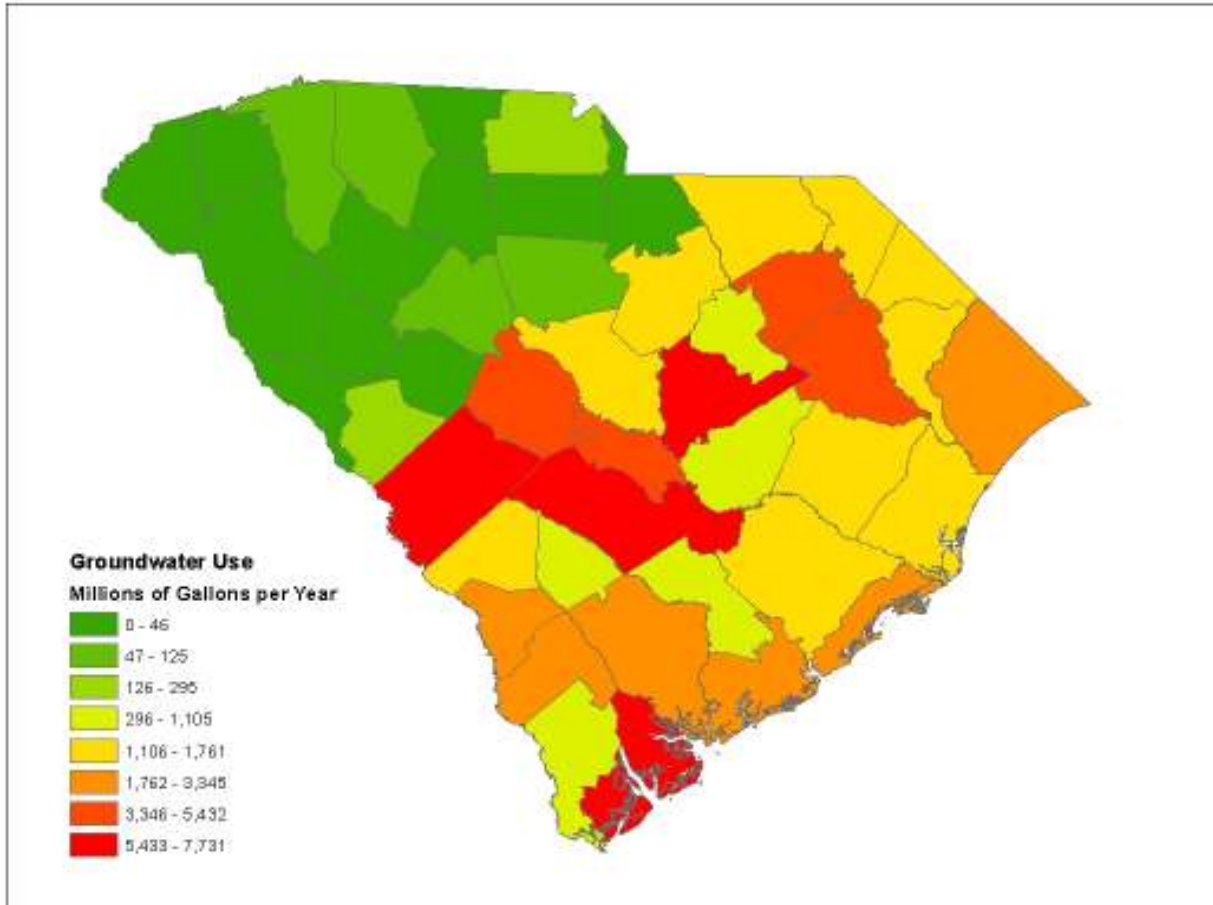 Groundwater Use
Millions of Gallons per Year
0 - 46
47 - 125
126 - 295
296 - 1,105
1,106 - 1,761
1,762 - 3,345
3,346 - 5,432
5,433 - 7,731